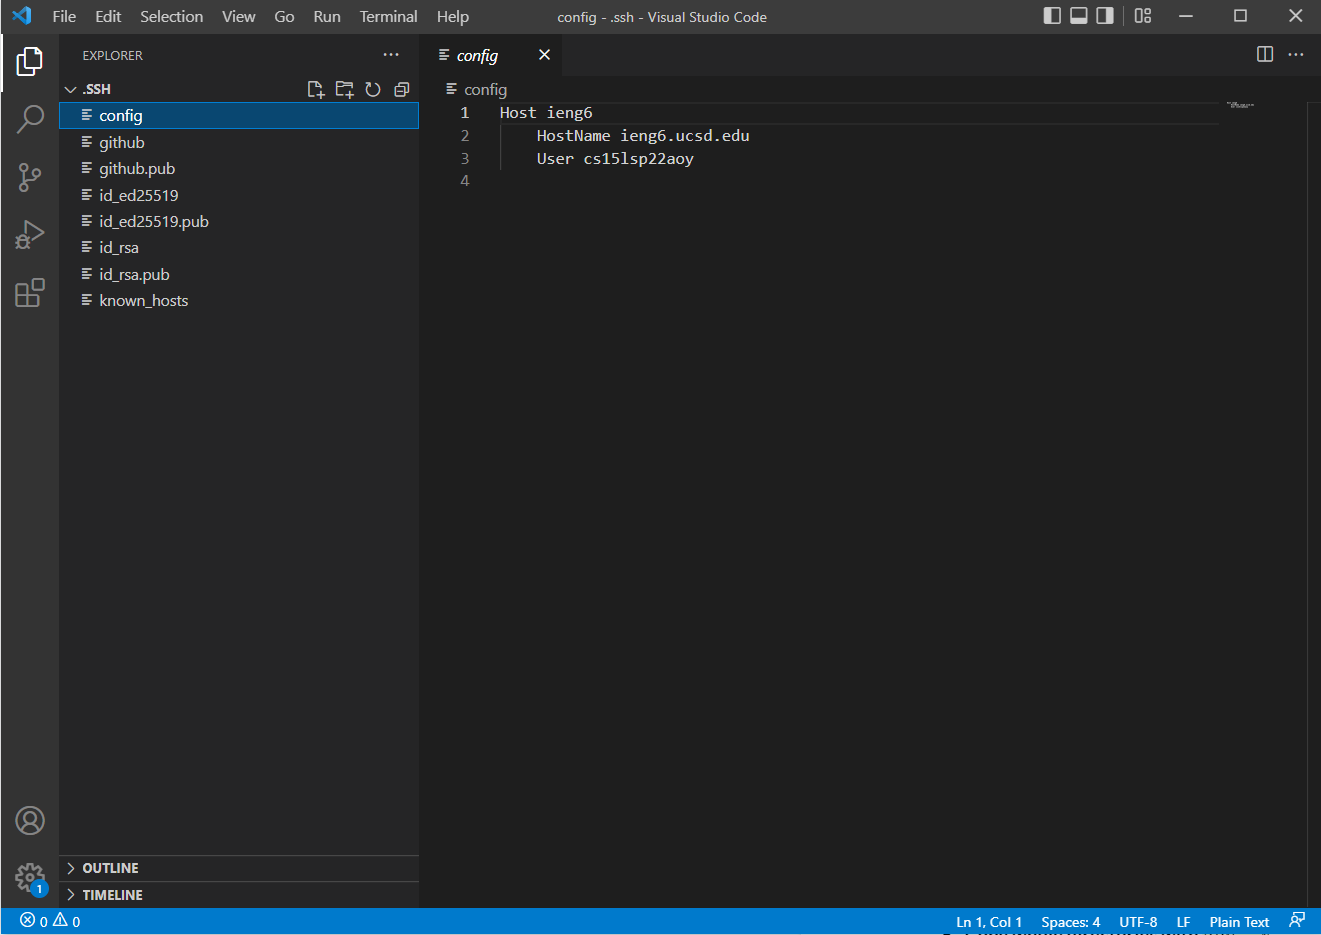 File Edit Selection View Go Run Terminal Help config - .ssh - Visual Studio Code
EXPLORER
.SSH
config
github
github.pub
id_ed25519
id_ed25519.pub
id_rsa
id_rsa.pub
known_hosts
OUTLINE
TIMELINE
config
config
1 Host ieng6
2 HostName ieng6.ucsd.edu
3 User cs15lsp22aoy
4
1
0 0 Ln 1, Col 1 Spaces: 4 UTF-8 LF Plain Text